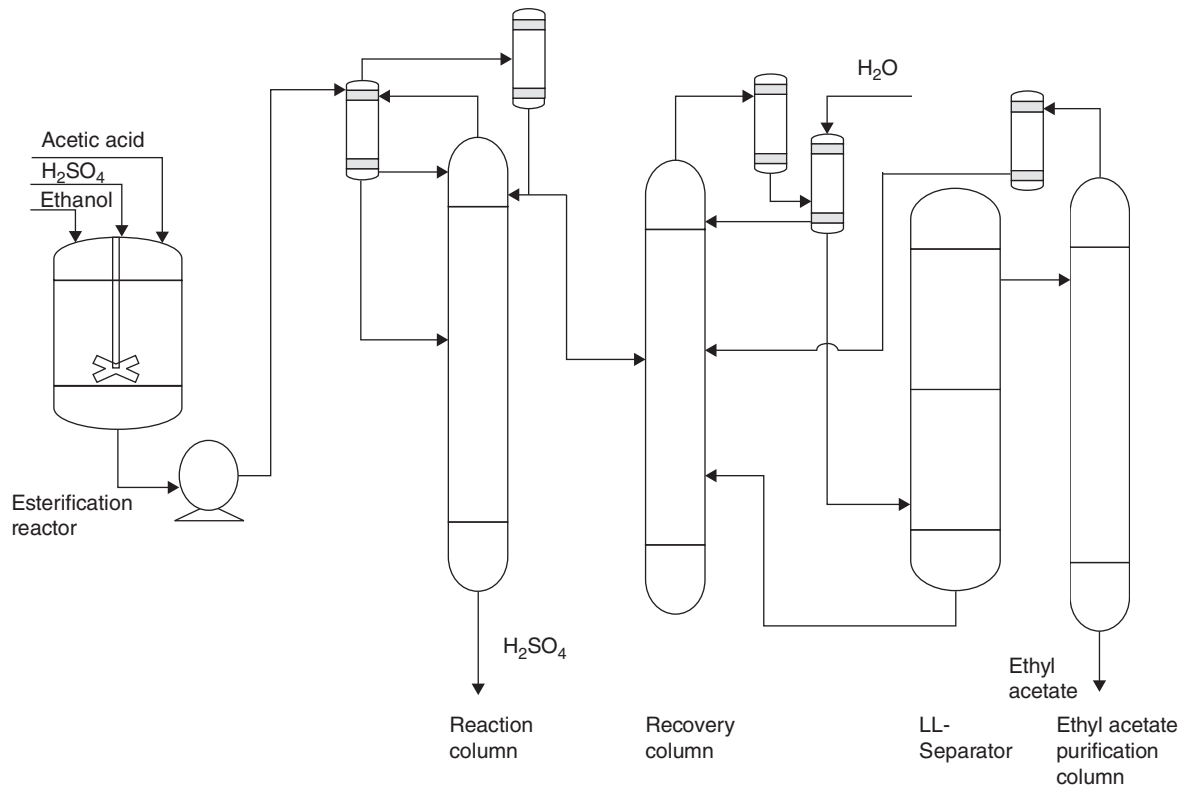 Acetic acid
H₂SO₄
Ethanol
H₂O
Esterification
reactor
H₂SO₄
Reaction
column
Recovery
column
LL-
Separator
Ethyl
acetate
Ethyl acetate
purification
column